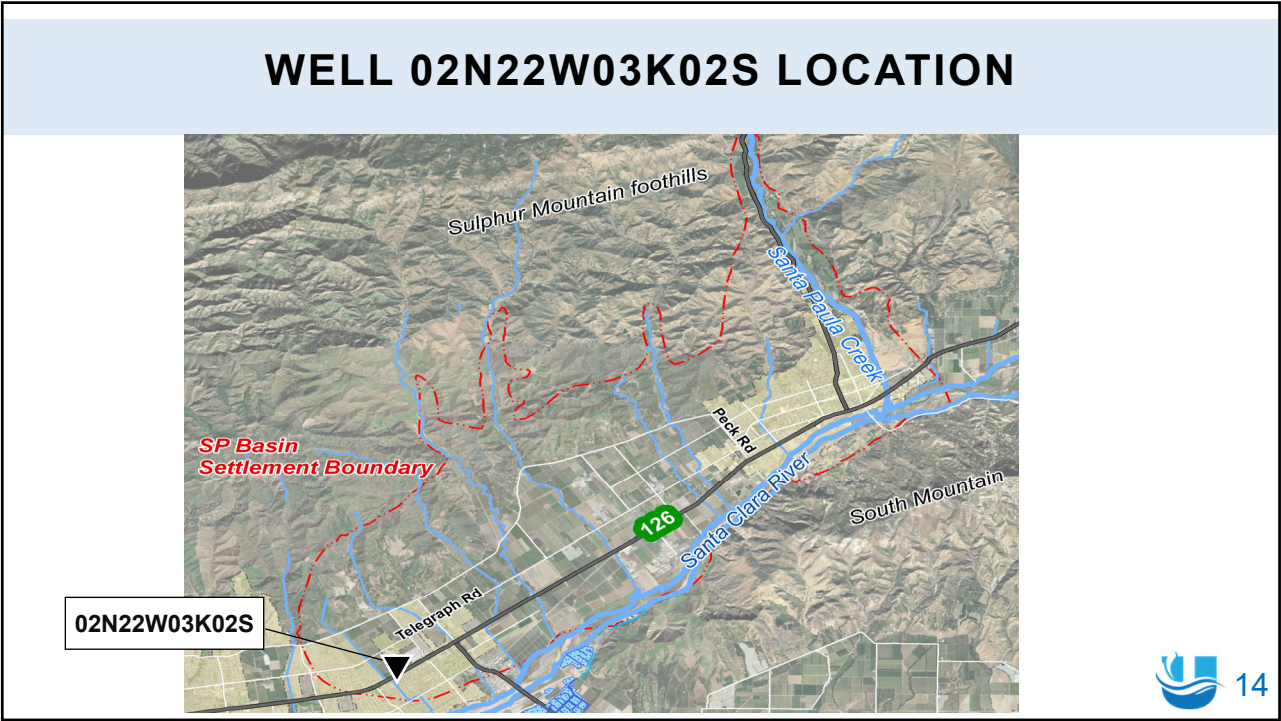 WELL 02N22W03K02S LOCATION
Sulphur Mountain foothills
Santa Paula Creek
Peck Rd
SP Basin
Settlement Boundary
South Mountain
126
Santa Clara River
Telegraph Rd
02N22W03K02S
14